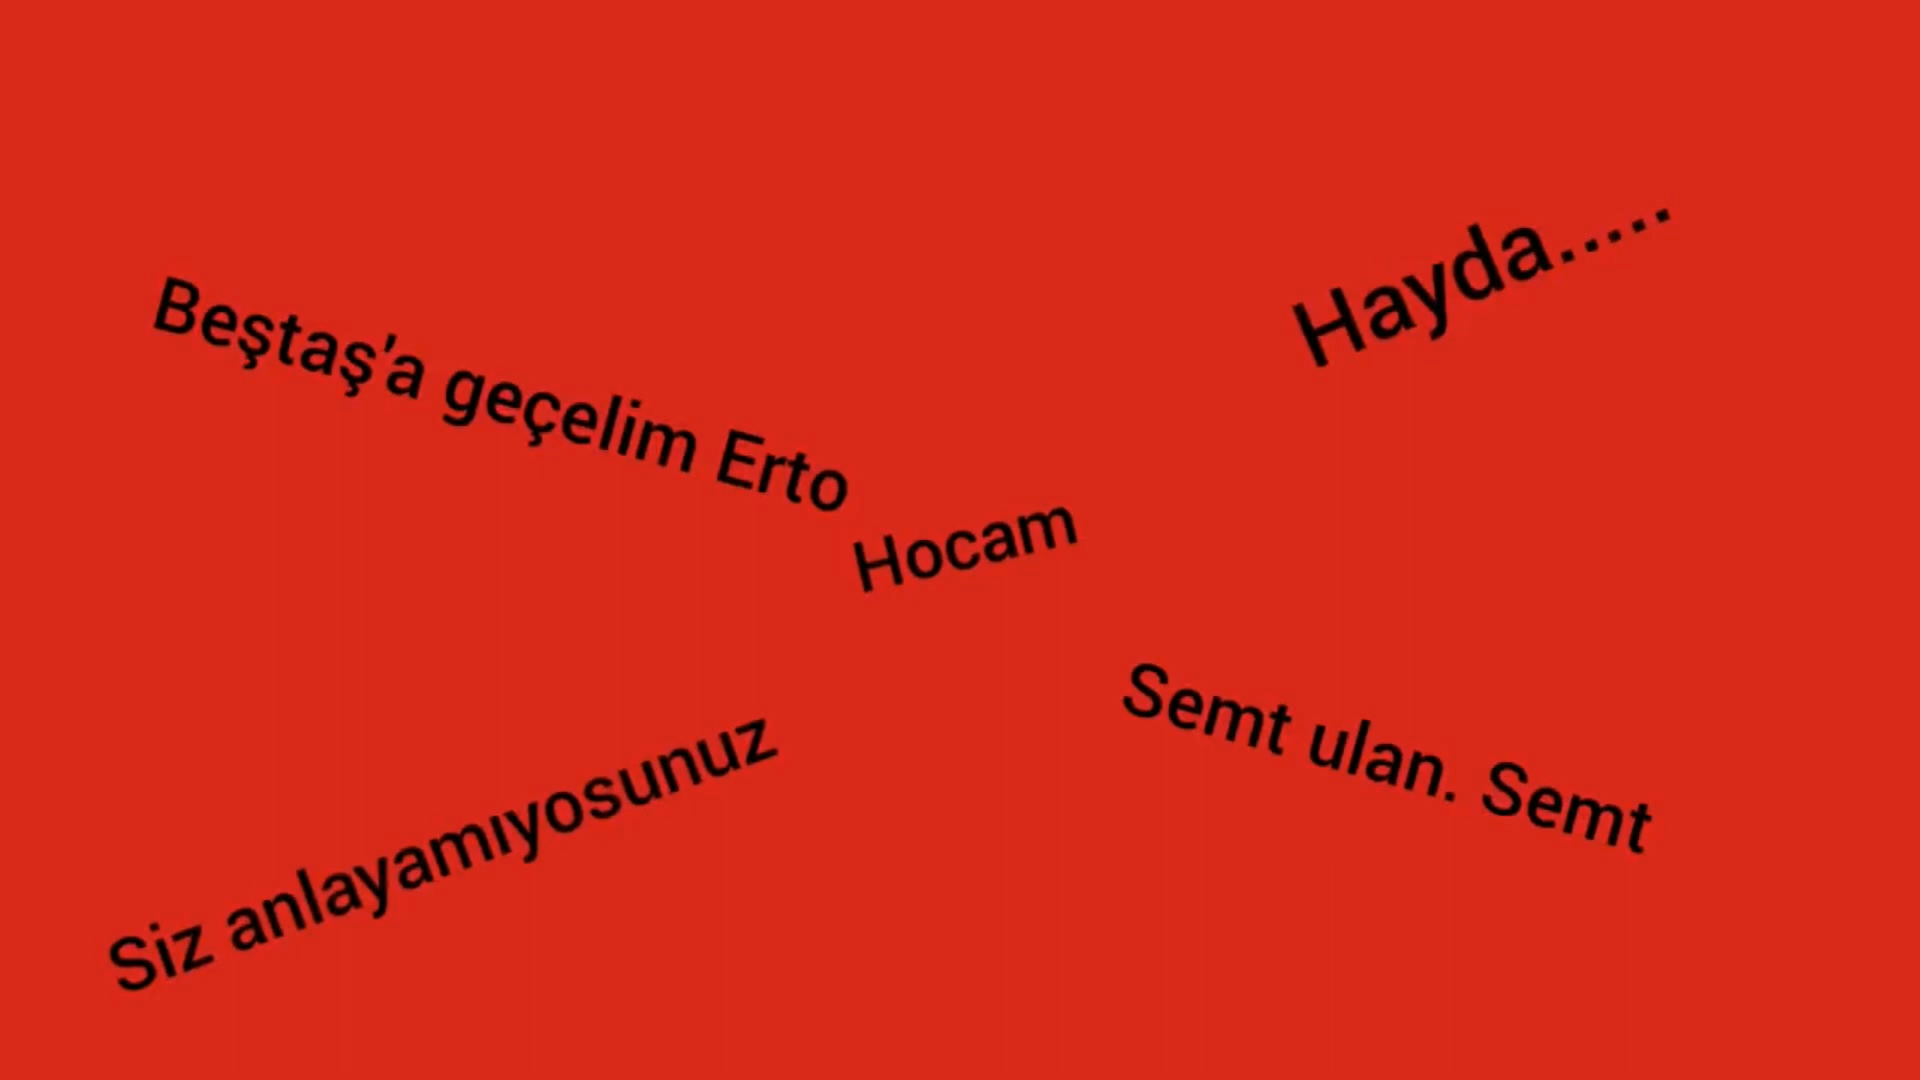 Hayda.....
Beştaş'a geçelim Erto
Hocam
Semt ulan. Semt
Siz anlayamıyosunuz